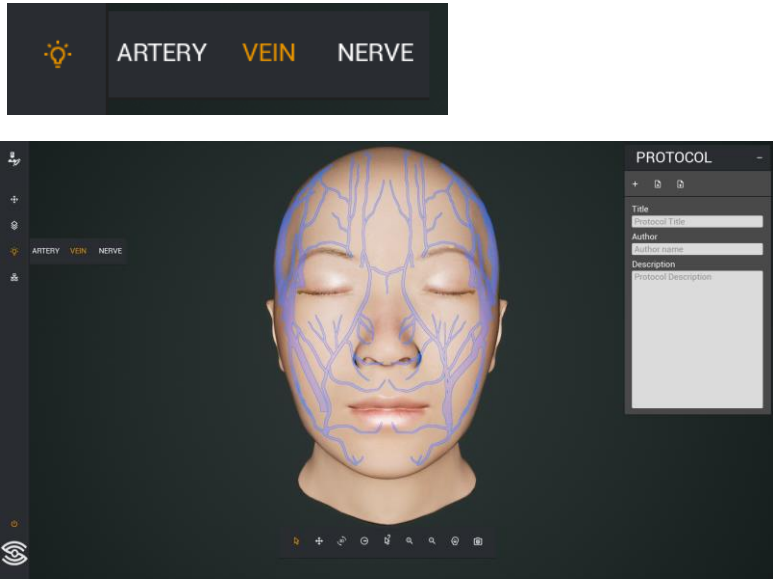 ARTERY VEIN NERVE
PROTOCOL
ARTERY VEIN NERVE
Title
Protocol Title
Author
Author name
Description
Protocol Description